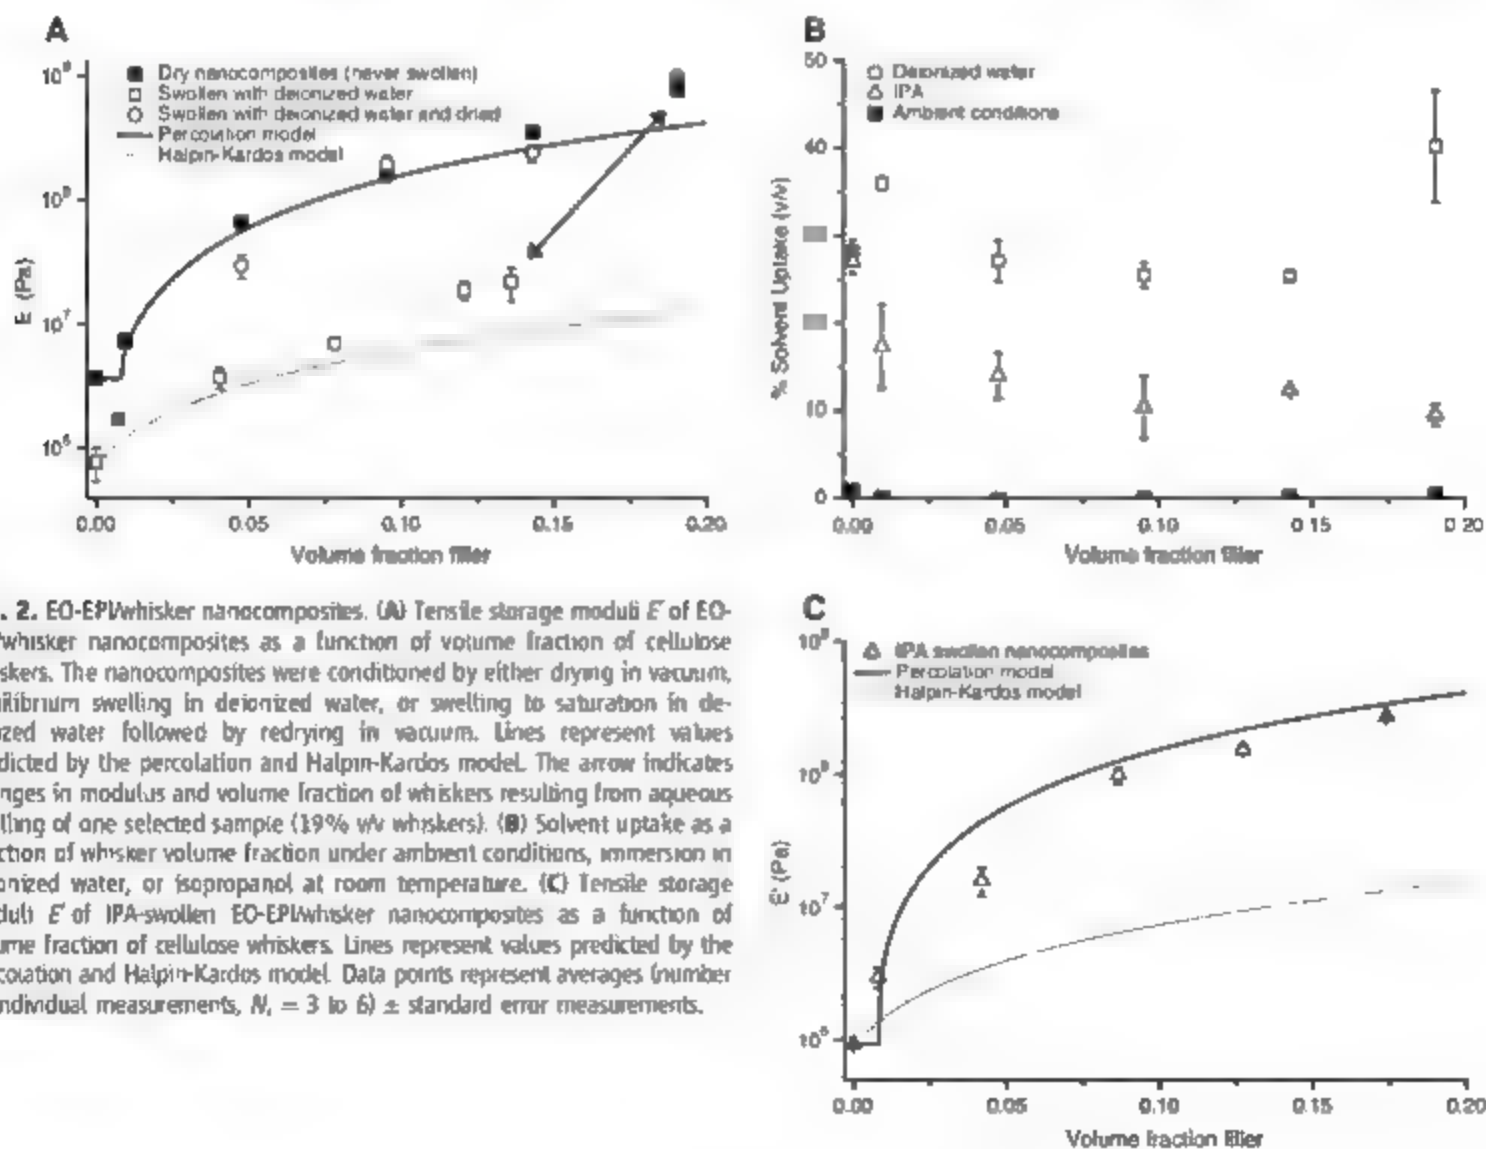 A
10⁹
10⁸
10⁷
10⁶
E (Pa)
Dry nanocomposites (never swollen)
Swollen with deionized water
Swollen with deionized water and dried
Percolation model
Halpin-Kardos model
0.00 0.05 0.10 0.15 0.20
Volume fraction filler
B
50
40
10
0
% Solvent Uptake (v/v)
Deionized water
IPA
Ambient conditions
0.00 0.05 0.10 0.15 0.20
Volume fraction filler
. 2. EO-EPI/whisker nanocomposites. (A) Tensile storage moduli E′ of EO-
/whisker nanocomposites as a function of volume fraction of cellulose
skers. The nanocomposites were conditioned by either drying in vacuum,
ilibrium swelling in deionized water, or swelling to saturation in de-
ized water followed by redrying in vacuum. Lines represent values
dicted by the percolation and Halpin-Kardos model. The arrow indicates
nges in modulus and volume fraction of whiskers resulting from aqueous
lling of one selected sample (19% v/v whiskers). (B) Solvent uptake as a
ction of whisker volume fraction under ambient conditions, immersion in
onized water, or isopropanol at room temperature. (C) Tensile storage
duli E′ of IPA-swollen EO-EPI/whisker nanocomposites as a function of
ume fraction of cellulose whiskers. Lines represent values predicted by the
colation and Halpin-Kardos model. Data points represent averages (number
individual measurements, Nᵢ = 3 to 6) ± standard error measurements.
C
10⁹
10⁸
10⁷
10⁶
E′ (Pa)
IPA swollen nanocomposites
Percolation model
Halpin-Kardos model
0.00 0.05 0.10 0.15 0.20
Volume fraction filler